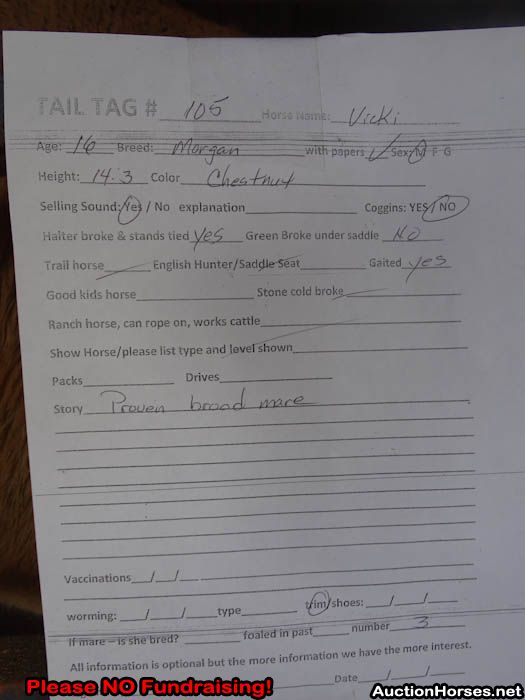 TAIL TAG # 105 Horse Name: Vicki
Age: 16 Breed: Morgan with papers ✓ Sex: M F G
Height: 14.3 Color Chestnut
Selling Sound: Yes / No explanation Coggins: YES / NO
Halter broke & stands tied yes Green Broke under saddle NO
Trail horse English Hunter/Saddle Seat Gaited yes
Good kids horse Stone cold broke
Ranch horse, can rope on, works cattle
Show Horse/please list type and level shown
Packs Drives
Story Proven brood mare
Vaccinations / /
worming: / / type trim/shoes: / /
If mare – is she bred? foaled in past number 3
All information is optional but the more information we have the more interest.
Date / /
Please NO Fundraising!
AuctionHorses.net